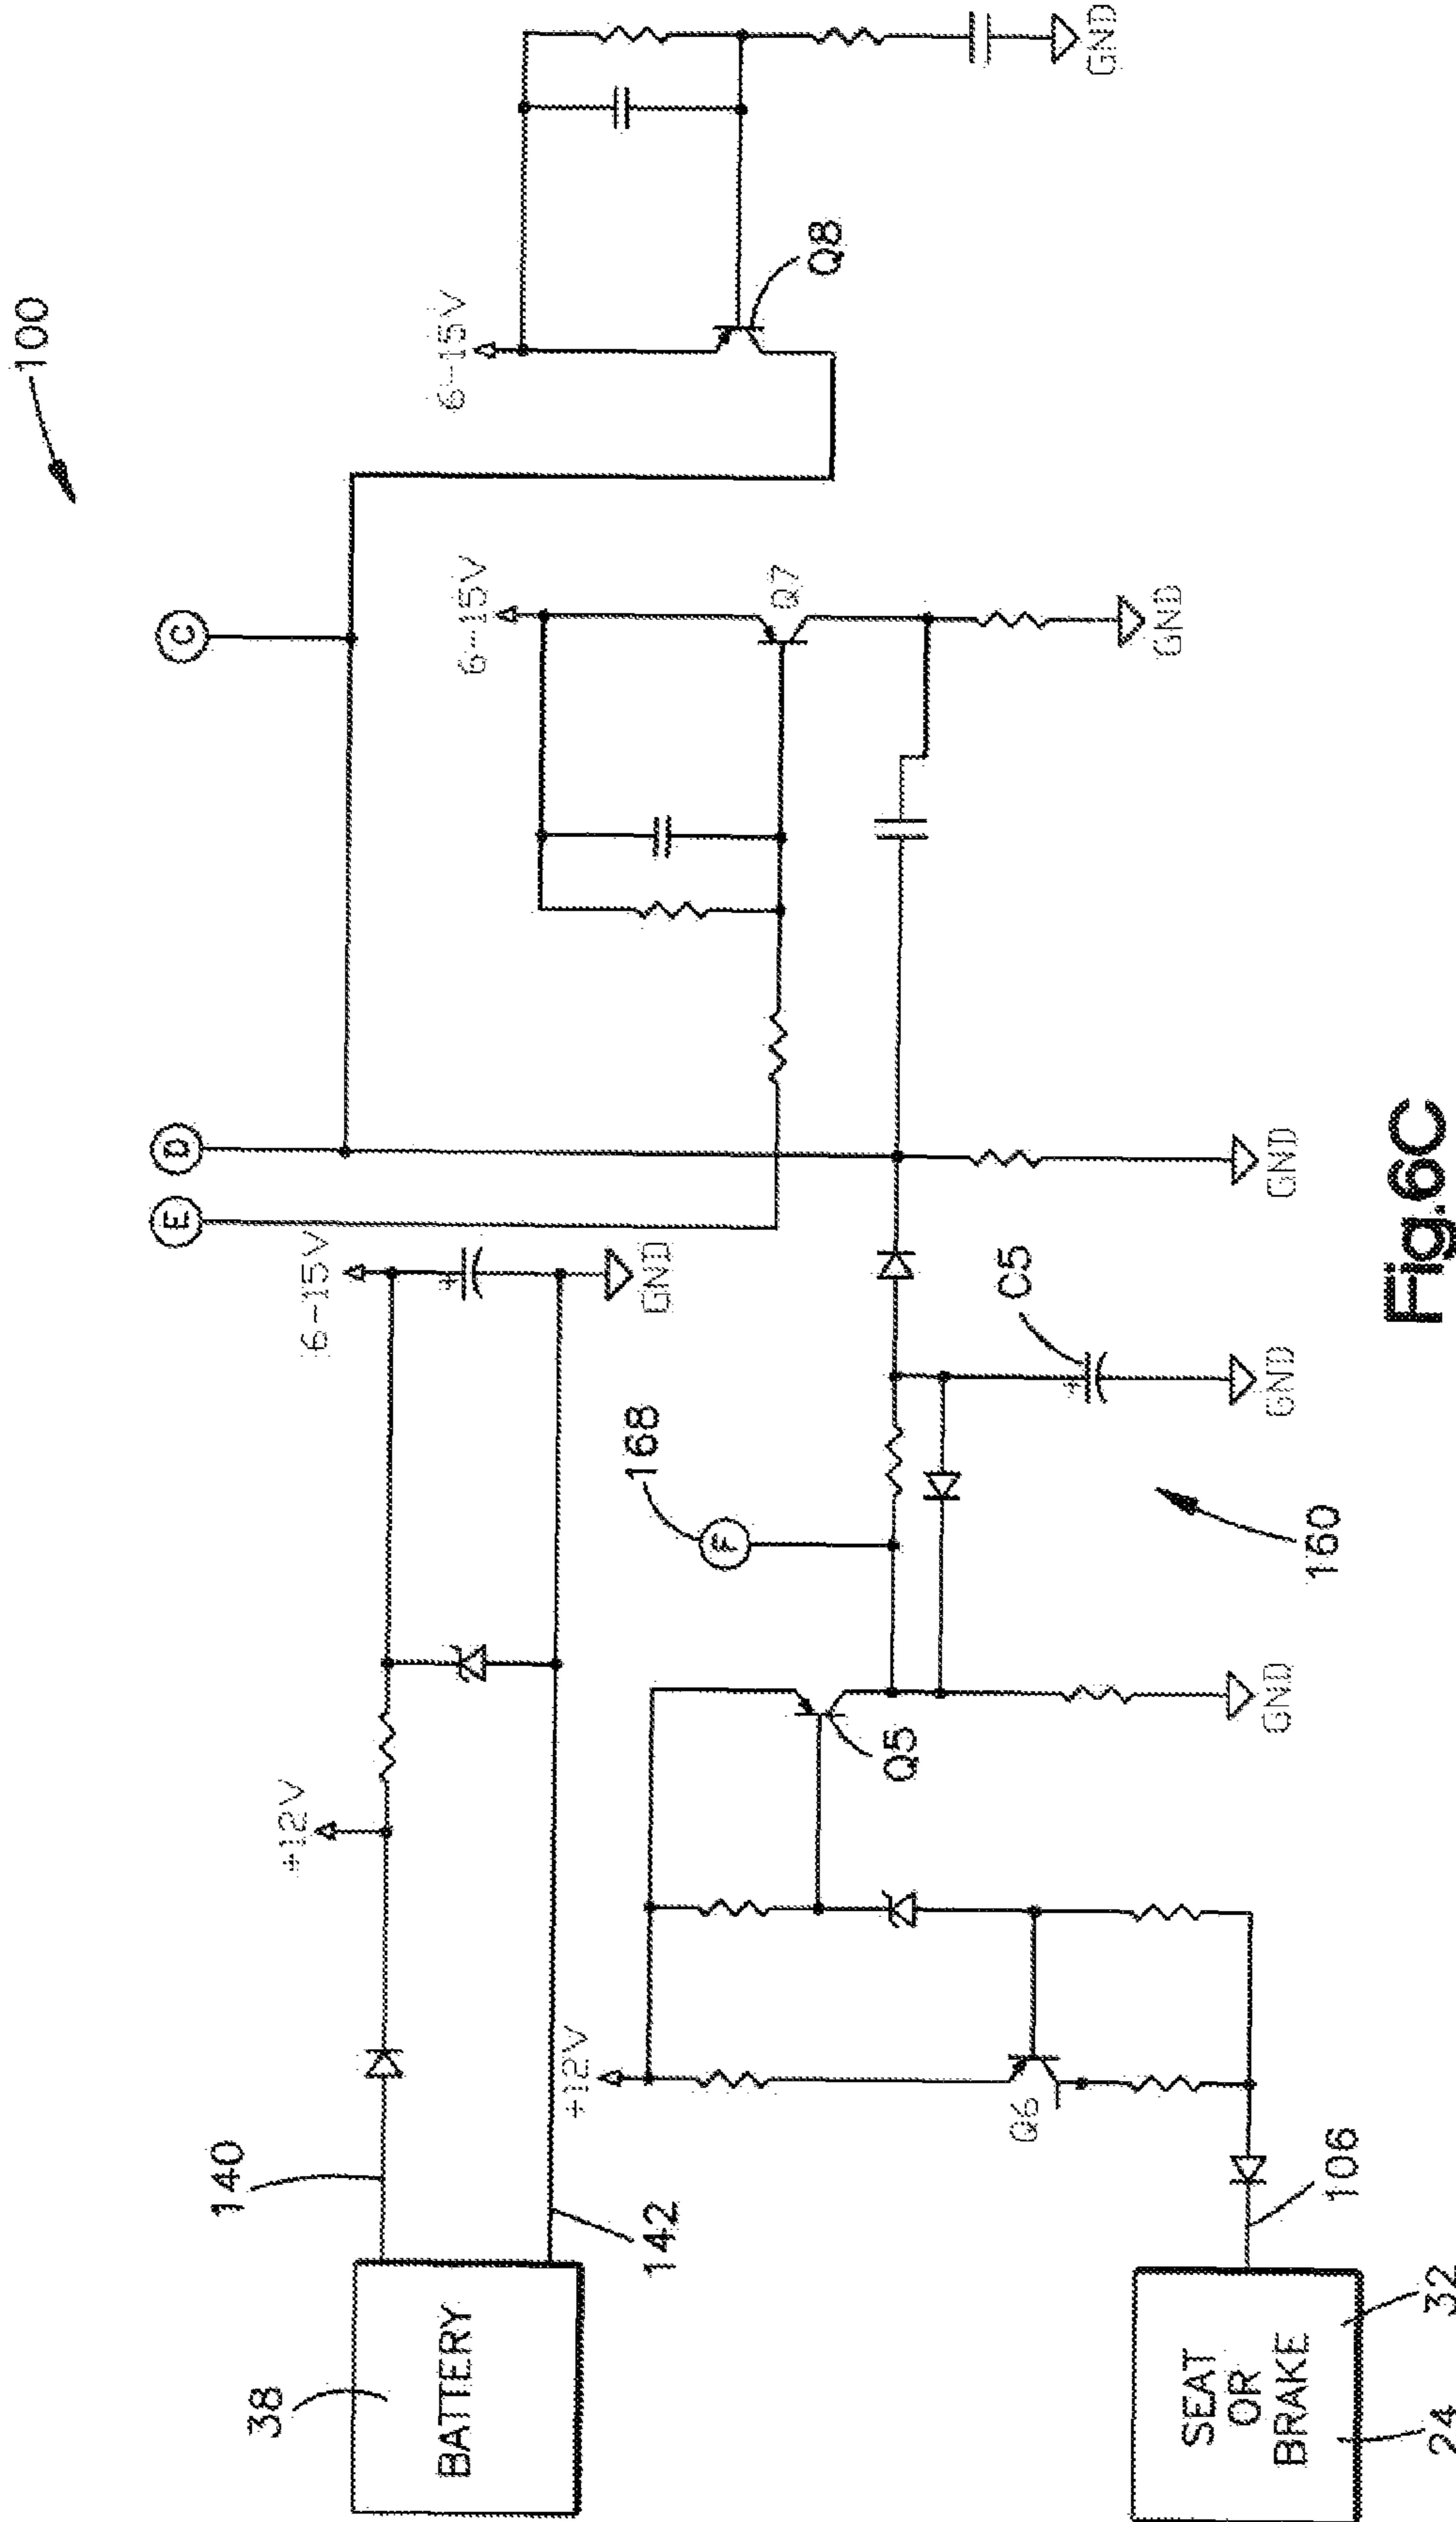 100
C
D
E
6-15V
6-15V
6-15V
Q8
GND
Q7
GND
+12V
140
38
BATTERY
142
GND
168
F
+12V
Q5
Q6
C5
GND
GND
GND
160
106
SEAT
OR
BRAKE
32
24
Fig.6C